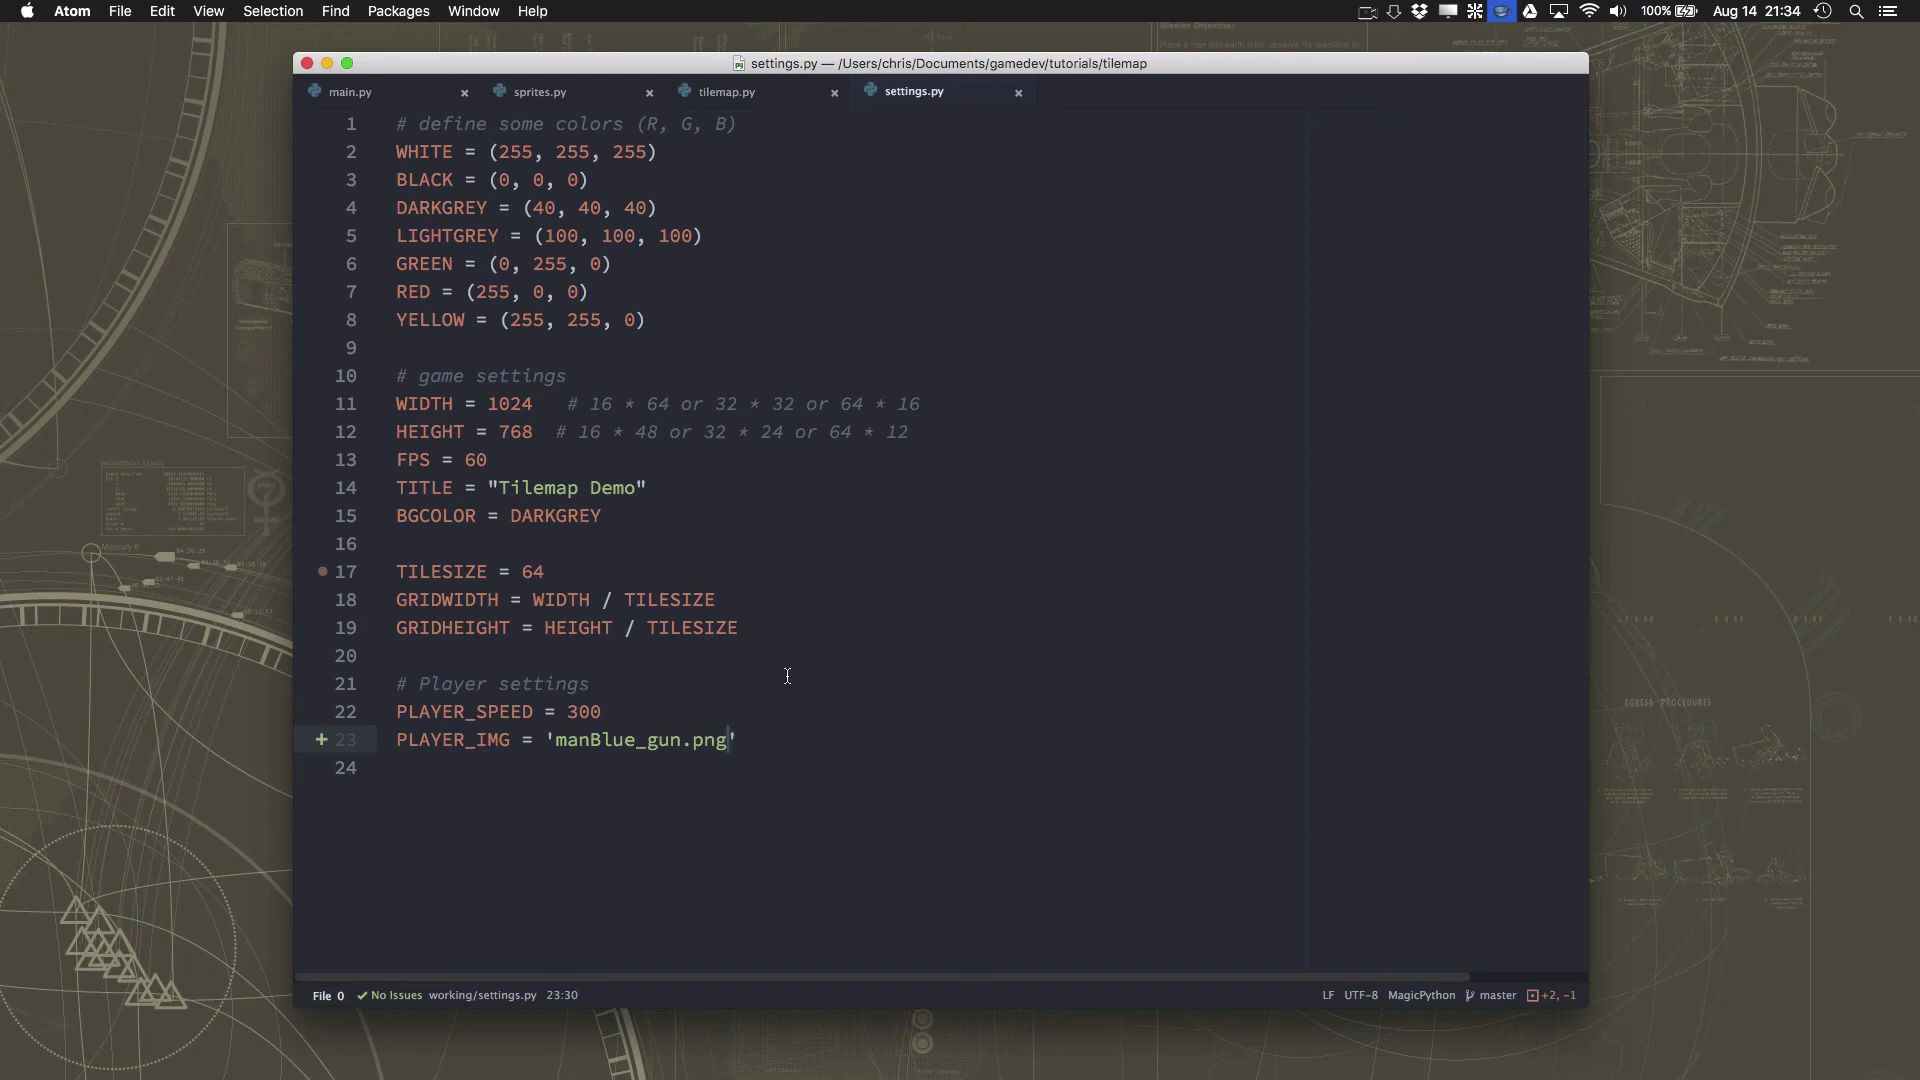 Atom File Edit View Selection Find Packages Window Help 100% Aug 14 21:34
settings.py — /Users/chris/Documents/gamedev/tutorials/tilemap
main.py × sprites.py × tilemap.py × settings.py ×
1 # define some colors (R, G, B)
2 WHITE = (255, 255, 255)
3 BLACK = (0, 0, 0)
4 DARKGREY = (40, 40, 40)
5 LIGHTGREY = (100, 100, 100)
6 GREEN = (0, 255, 0)
7 RED = (255, 0, 0)
8 YELLOW = (255, 255, 0)
9
10 # game settings
11 WIDTH = 1024 # 16 * 64 or 32 * 32 or 64 * 16
12 HEIGHT = 768 # 16 * 48 or 32 * 24 or 64 * 12
13 FPS = 60
14 TITLE = "Tilemap Demo"
15 BGCOLOR = DARKGREY
16
17 TILESIZE = 64
18 GRIDWIDTH = WIDTH / TILESIZE
19 GRIDHEIGHT = HEIGHT / TILESIZE
20
21 # Player settings
22 PLAYER_SPEED = 300
+ 23 PLAYER_IMG = 'manBlue_gun.png'
24
File 0 No Issues working/settings.py 23:30 LF UTF-8 MagicPython master +2, -1
Mercury 6
EGRESS PROCEDURES